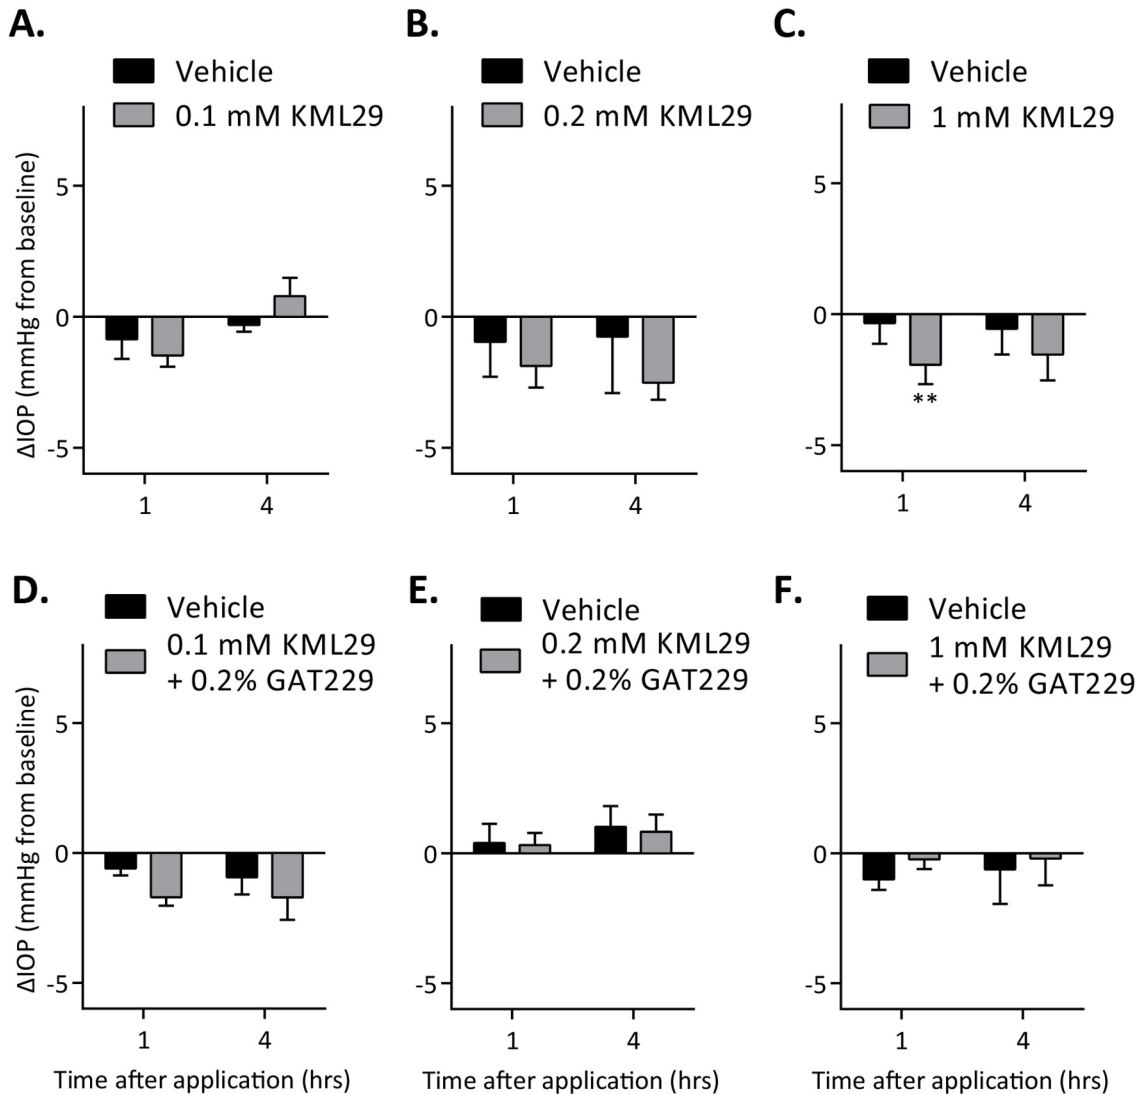 A.
Vehicle
0.1 mM KML29
ΔIOP (mmHg from baseline)
5
0
-5
1
4
B.
Vehicle
0.2 mM KML29
5
0
-5
1
4
C.
Vehicle
1 mM KML29
5
0
-5
**
1
4
D.
Vehicle
0.1 mM KML29
+ 0.2% GAT229
ΔIOP (mmHg from baseline)
5
0
-5
1
4
Time after application (hrs)
E.
Vehicle
0.2 mM KML29
+ 0.2% GAT229
5
0
-5
1
4
Time after application (hrs)
F.
Vehicle
1 mM KML29
+ 0.2% GAT229
5
0
-5
1
4
Time after application (hrs)